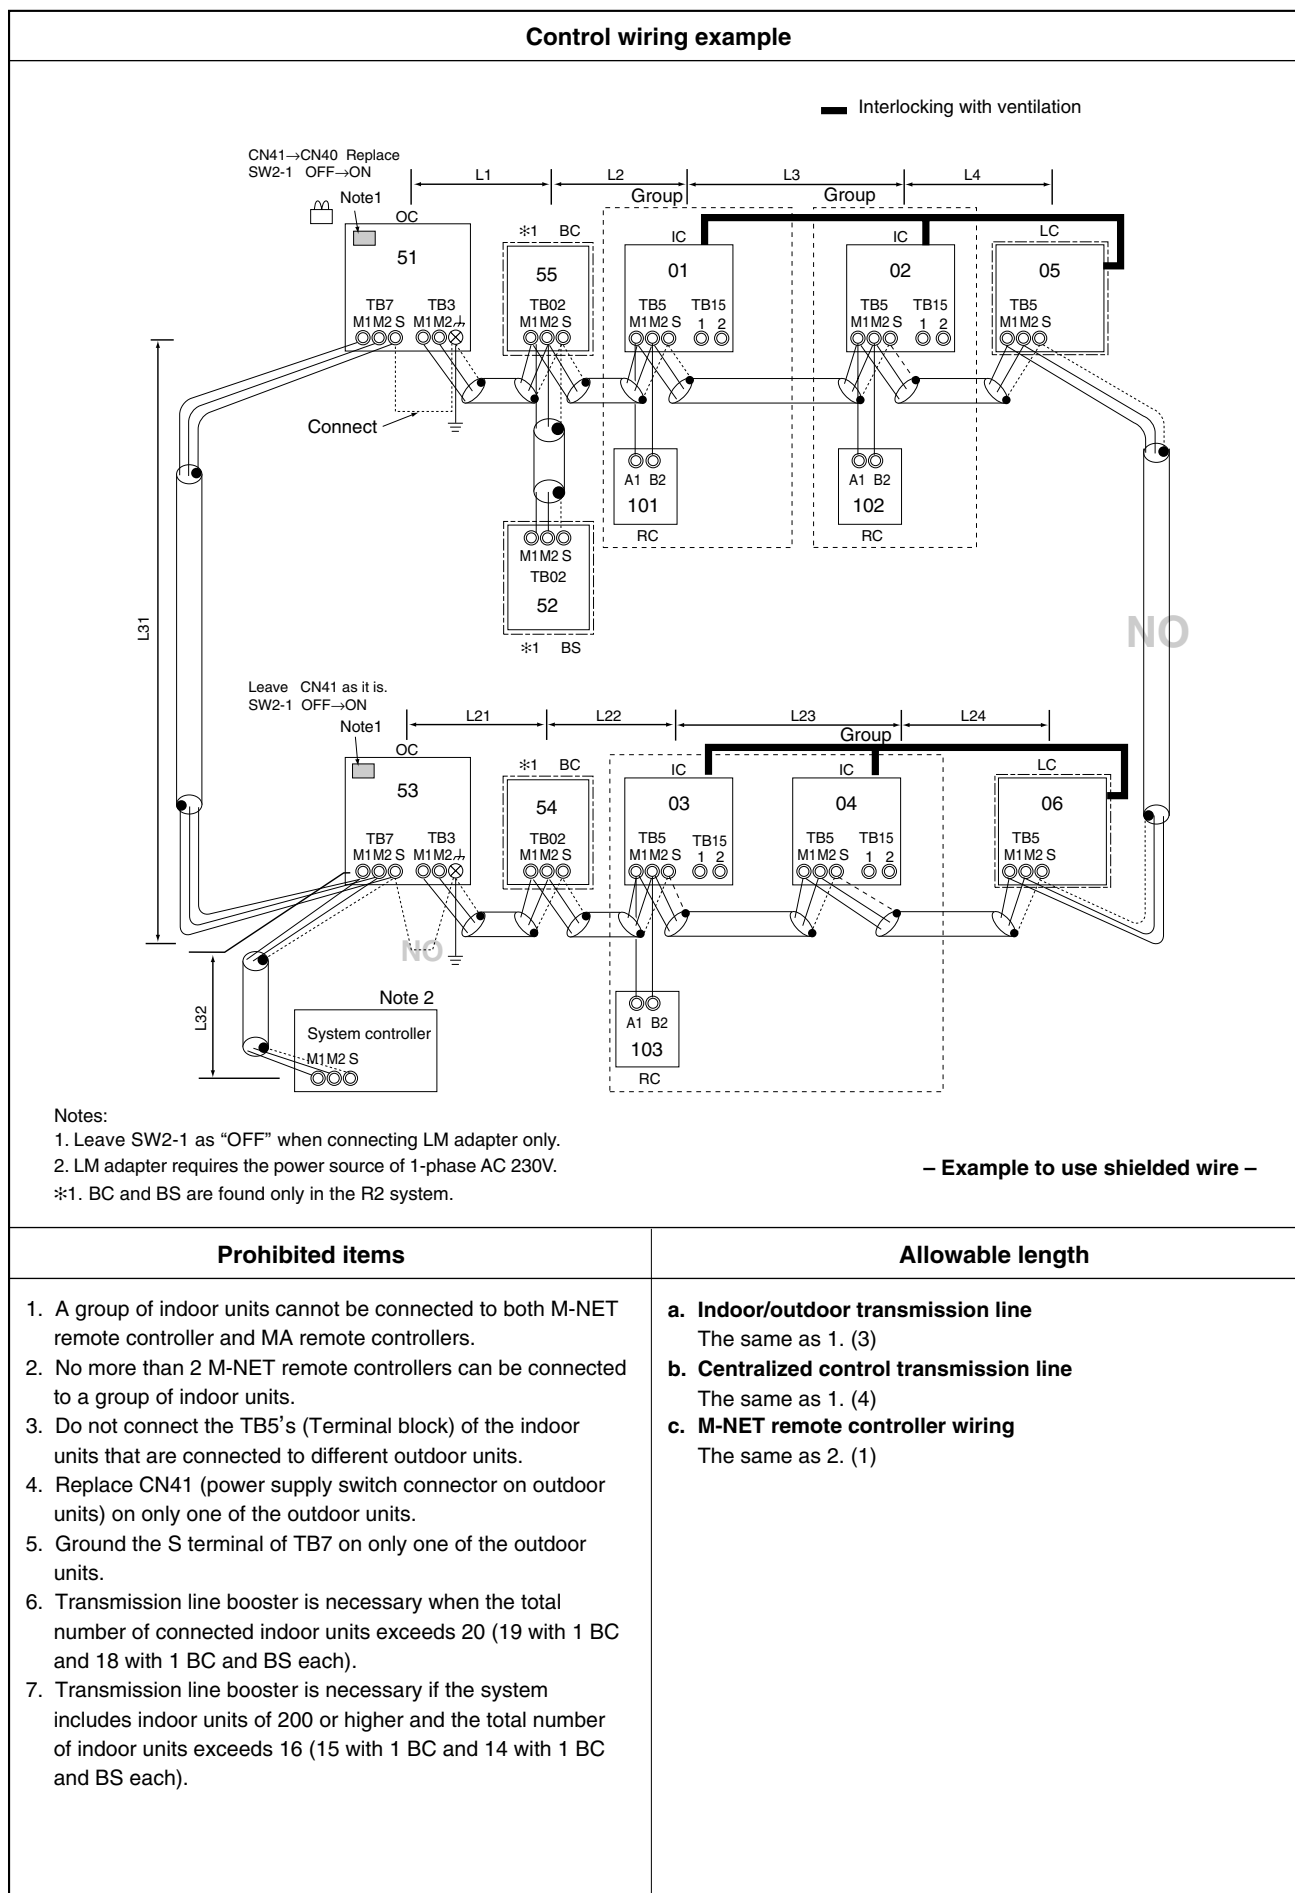 Control wiring example
Interlocking with ventilation
CN41→CN40 Replace
SW2-1 OFF→ON
L1
L2
L3
L4
Note1
Group
Group
OC
✻1 BC
IC
IC
LC
51
55
01
02
05
TB7
TB3
TB02
TB5
TB15
TB5
TB15
TB5
M1M2 S
M1M2
M1M2 S
M1M2 S
1 2
M1M2 S
1 2
M1M2 S
Connect
A1 B2
A1 B2
101
102
RC
RC
M1M2 S
TB02
52
✻1 BS
L31
NO
Leave CN41 as it is.
SW2-1 OFF→ON
Note1
L21
L22
L23
L24
Group
OC
✻1 BC
IC
IC
LC
53
54
03
04
06
TB7
TB3
TB02
TB5
TB15
TB5
TB15
TB5
M1M2 S
M1M2
M1M2 S
M1M2 S
1 2
M1M2 S
1 2
M1M2 S
NO
L32
Note 2
System controller
M1M2 S
A1 B2
103
RC
Notes:
1. Leave SW2-1 as “OFF” when connecting LM adapter only.
2. LM adapter requires the power source of 1-phase AC 230V.
✻1. BC and BS are found only in the R2 system.
– Example to use shielded wire –
Prohibited items
1. A group of indoor units cannot be connected to both M-NET
remote controller and MA remote controllers.
2. No more than 2 M-NET remote controllers can be connected
to a group of indoor units.
3. Do not connect the TB5's (Terminal block) of the indoor
units that are connected to different outdoor units.
4. Replace CN41 (power supply switch connector on outdoor
units) on only one of the outdoor units.
5. Ground the S terminal of TB7 on only one of the outdoor
units.
6. Transmission line booster is necessary when the total
number of connected indoor units exceeds 20 (19 with 1 BC
and 18 with 1 BC and BS each).
7. Transmission line booster is necessary if the system
includes indoor units of 200 or higher and the total number
of indoor units exceeds 16 (15 with 1 BC and 14 with 1 BC
and BS each).
Allowable length
a. Indoor/outdoor transmission line
The same as 1. (3)
b. Centralized control transmission line
The same as 1. (4)
c. M-NET remote controller wiring
The same as 2. (1)